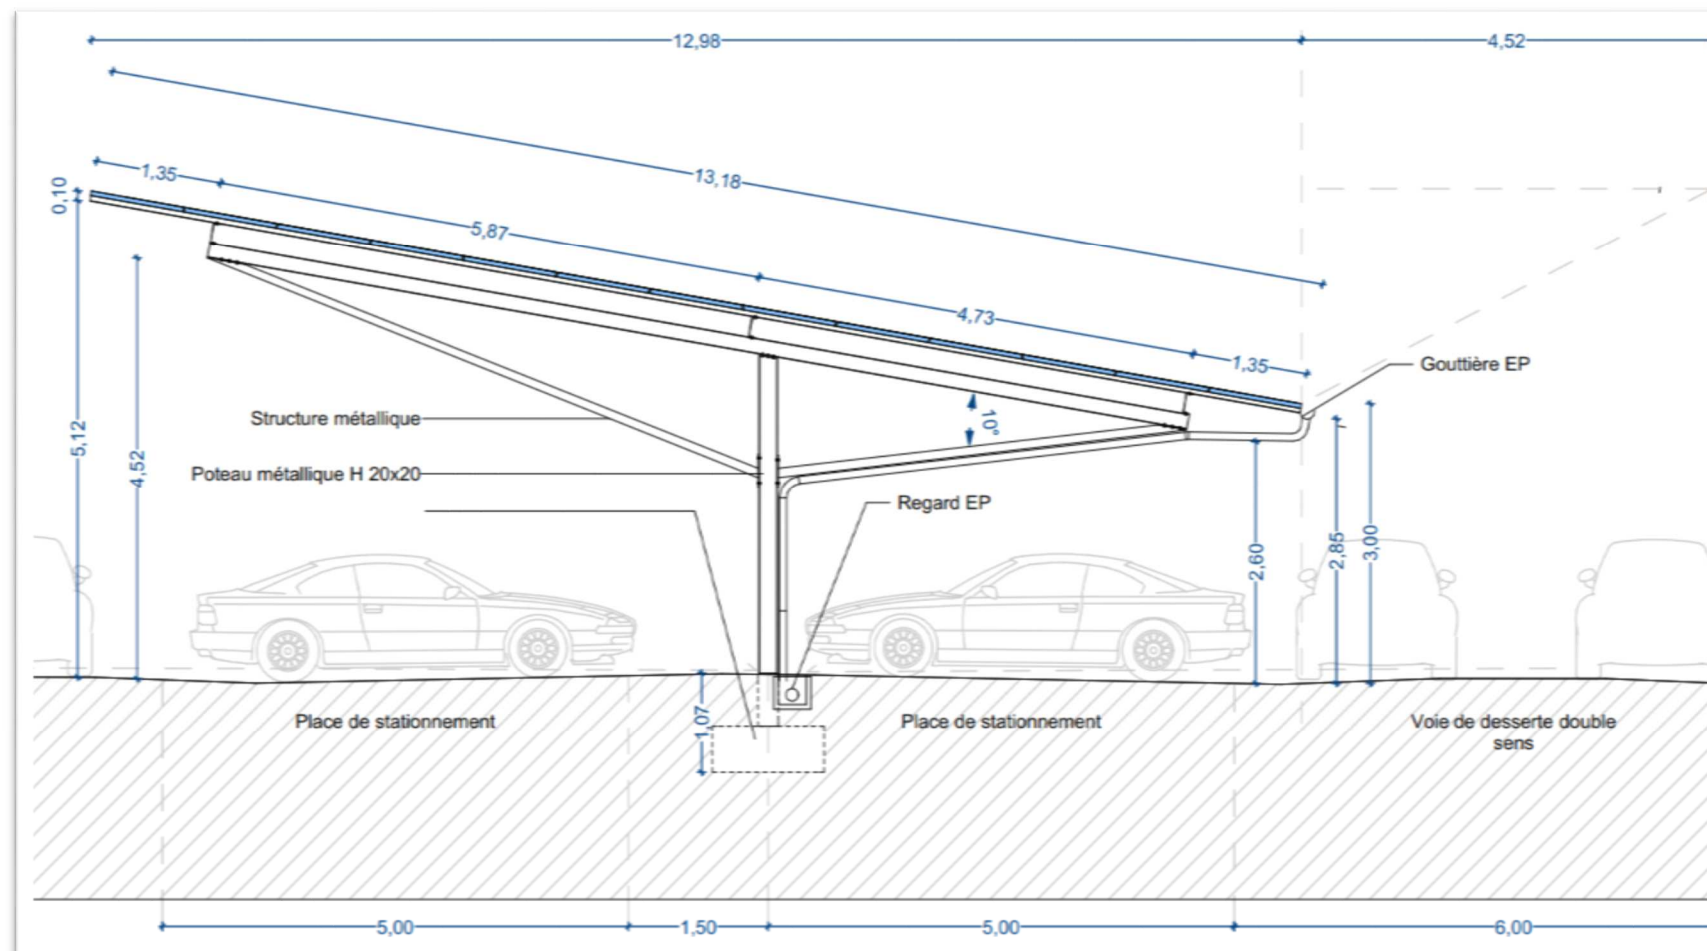 12,98
4,52
13,18
1,35
0,10
5,87
4,73
1,35
Gouttière EP
10°
Structure métallique
5,12
4,52
Poteau métallique H 20x20
Regard EP
2,60
2,85
3,00
1,07
Place de stationnement
Place de stationnement
Voie de desserte double
sens
5,00
1,50
5,00
6,00